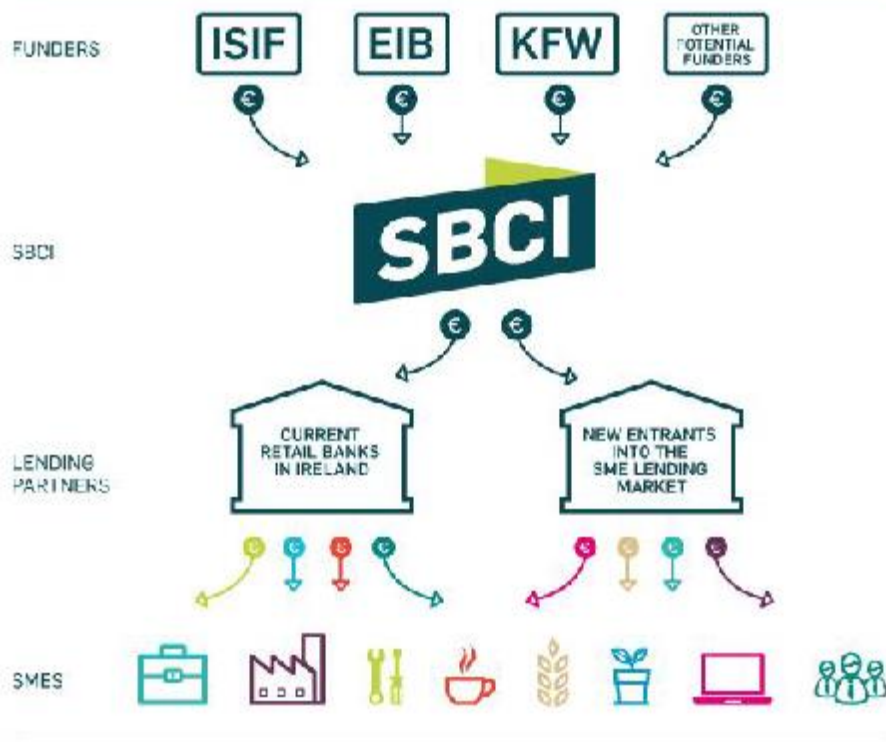 FUNDERS
ISIF
EIB
KFW
OTHER
POTENTIAL
FUNDERS
€
€
€
€
SBCI
SBCI
€
€
LENDING
PARTNERS
CURRENT
RETAIL BANKS
IN IRELAND
NEW ENTRANTS
INTO THE
SME LENDING
MARKET
€
€
€
€
€
€
€
€
SMES